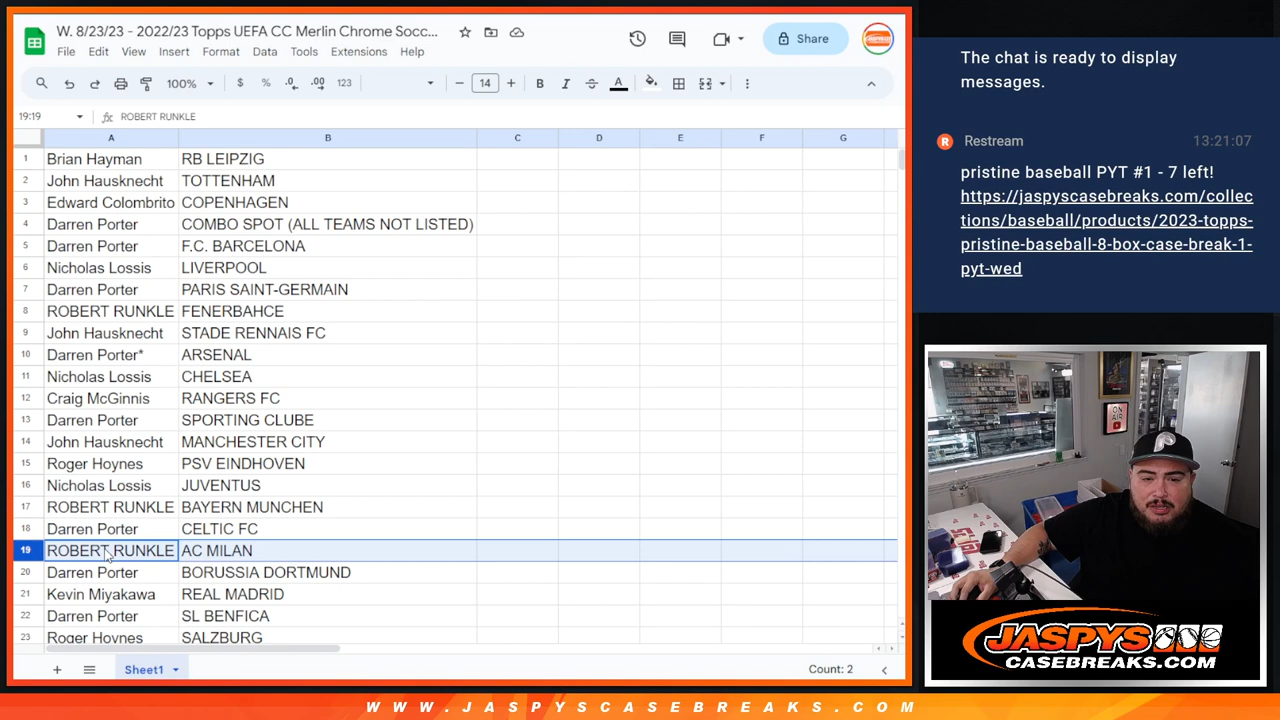 W. 8/23/23 - 2022/23 Topps UEFA CC Merlin Chrome Socc...
File Edit View Insert Format Data Tools Extensions Help
Share
100% $ % .0 .00 123 - 14 + B I A
19:19 fx ROBERT RUNKLE
A B C D E F G
1 Brian Hayman RB LEIPZIG
2 John Hausknecht TOTTENHAM
3 Edward Colombrito COPENHAGEN
4 Darren Porter COMBO SPOT (ALL TEAMS NOT LISTED)
5 Darren Porter F.C. BARCELONA
6 Nicholas Lossis LIVERPOOL
7 Darren Porter PARIS SAINT-GERMAIN
8 ROBERT RUNKLE FENERBAHCE
9 John Hausknecht STADE RENNAIS FC
10 Darren Porter* ARSENAL
11 Nicholas Lossis CHELSEA
12 Craig McGinnis RANGERS FC
13 Darren Porter SPORTING CLUBE
14 John Hausknecht MANCHESTER CITY
15 Roger Hoynes PSV EINDHOVEN
16 Nicholas Lossis JUVENTUS
17 ROBERT RUNKLE BAYERN MUNCHEN
18 Darren Porter CELTIC FC
19 ROBERT RUNKLE AC MILAN
20 Darren Porter BORUSSIA DORTMUND
21 Kevin Miyakawa REAL MADRID
22 Darren Porter SL BENFICA
23 Roger Hoynes SALZBURG
+ Sheet1 Count: 2
The chat is ready to display
messages.
R Restream 13:21:07
pristine baseball PYT #1 - 7 left!
https://jaspyscasebreaks.com/collec
tions/baseball/products/2023-topps-
pristine-baseball-8-box-case-break-1-
pyt-wed
ON
AIR
P
JASPYS
CASEBREAKS.COM
WWW.JASPYSCASEBREAKS.COM